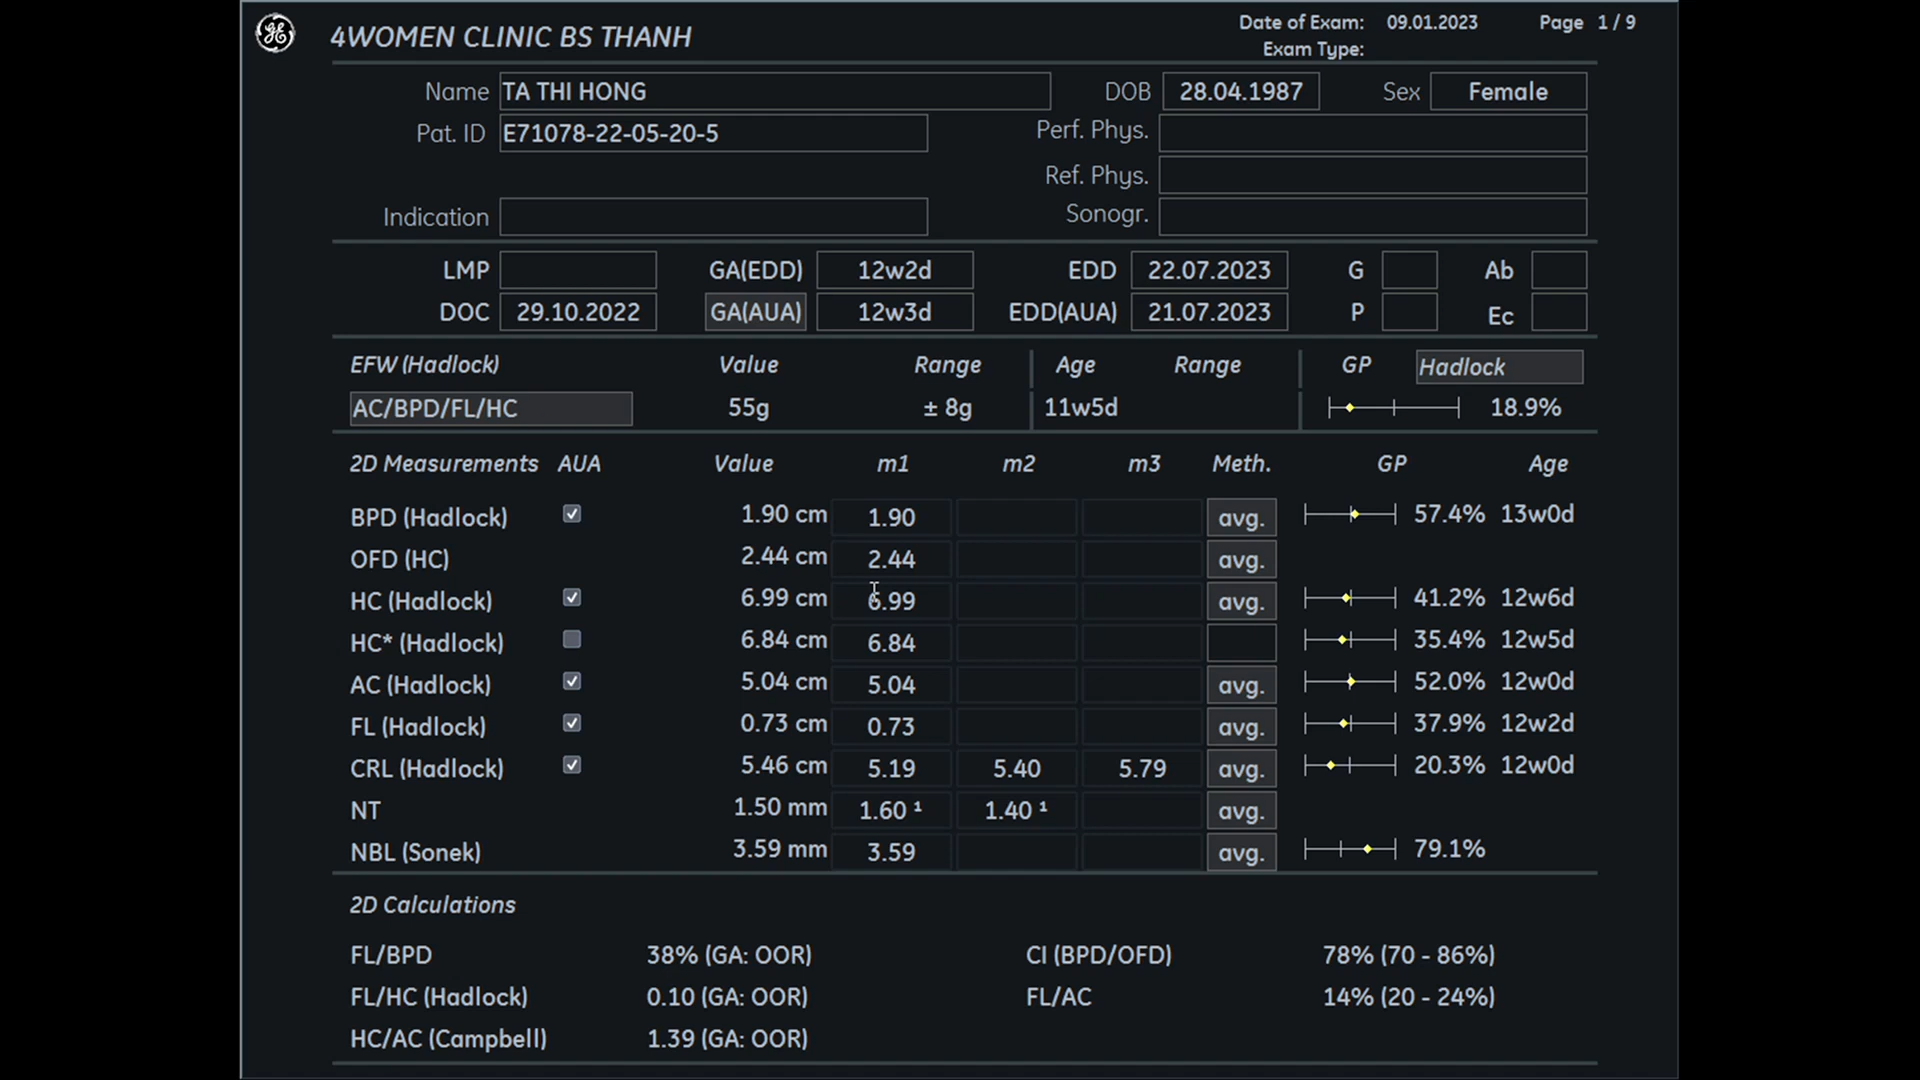 4WOMEN CLINIC BS THANH Date of Exam: 09.01.2023 Page 1 / 9
Exam Type:
Name TA THI HONG DOB 28.04.1987 Sex Female
Pat. ID E71078-22-05-20-5 Perf. Phys.
Ref. Phys.
Indication Sonogr.
LMP GA(EDD) 12w2d EDD 22.07.2023 G Ab
DOC 29.10.2022 GA(AUA) 12w3d EDD(AUA) 21.07.2023 P Ec
EFW (Hadlock) Value Range Age Range GP Hadlock
AC/BPD/FL/HC 55g ± 8g 11w5d 18.9%
2D Measurements AUA Value m1 m2 m3 Meth. GP Age
BPD (Hadlock) 1.90 cm 1.90 avg. 57.4% 13w0d
OFD (HC) 2.44 cm 2.44 avg.
HC (Hadlock) 6.99 cm 6.99 avg. 41.2% 12w6d
HC* (Hadlock) 6.84 cm 6.84 35.4% 12w5d
AC (Hadlock) 5.04 cm 5.04 avg. 52.0% 12w0d
FL (Hadlock) 0.73 cm 0.73 avg. 37.9% 12w2d
CRL (Hadlock) 5.46 cm 5.19 5.40 5.79 avg. 20.3% 12w0d
NT 1.50 mm 1.60 ¹ 1.40 ¹ avg.
NBL (Sonek) 3.59 mm 3.59 avg. 79.1%
2D Calculations
FL/BPD 38% (GA: OOR) CI (BPD/OFD) 78% (70 - 86%)
FL/HC (Hadlock) 0.10 (GA: OOR) FL/AC 14% (20 - 24%)
HC/AC (Campbell) 1.39 (GA: OOR)